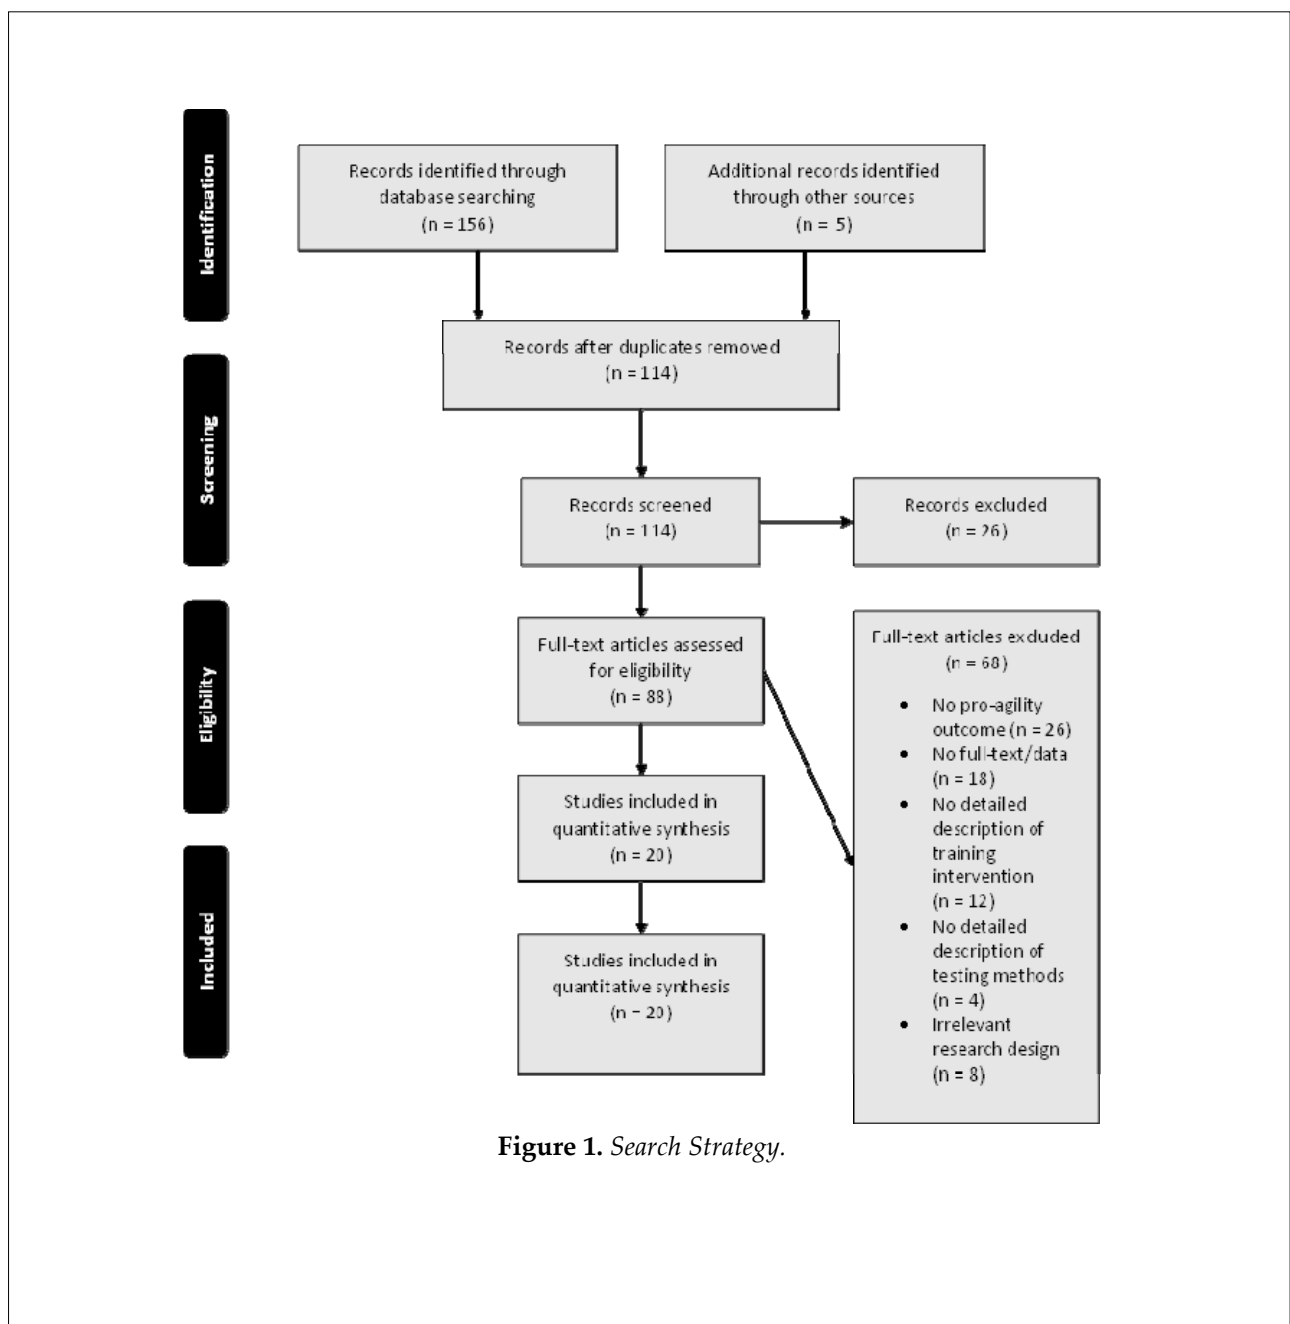 Identification
Records identified through
database searching
(n = 156)
Additional records identified
through other sources
(n = 5)
Records after duplicates removed
(n = 114)
Screening
Records screened
(n = 114)
Records excluded
(n = 26)
Eligibility
Full-text articles assessed
for eligibility
(n = 88)
Full-text articles excluded
(n = 68)
• No pro-agility
outcome (n = 26)
• No full-text/data
(n = 18)
• No detailed
description of
training
intervention
(n = 12)
• No detailed
description of
testing methods
(n = 4)
• Irrelevant
research design
(n = 8)
Studies included in
quantitative synthesis
(n = 20)
Included
Studies included in
quantitative synthesis
(n = 20)
Figure 1. Search Strategy.